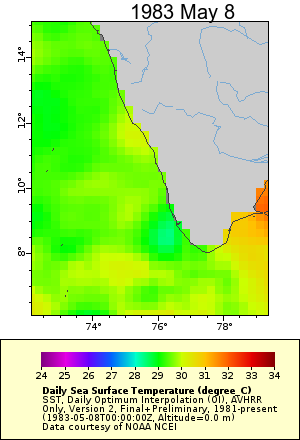 1983 May 8
14°
12°
10°
8°
74°
76°
78°
24 25 26 27 28 29 30 31 32 33 34
Daily Sea Surface Temperature (degree_C)
SST, Daily Optimum Interpolation (OI), AVHRR
Only, Version 2, Final+Preliminary, 1981-present
(1983-05-08T00:00:00Z, Altitude=0.0 m)
Data courtesy of NOAA NCEI